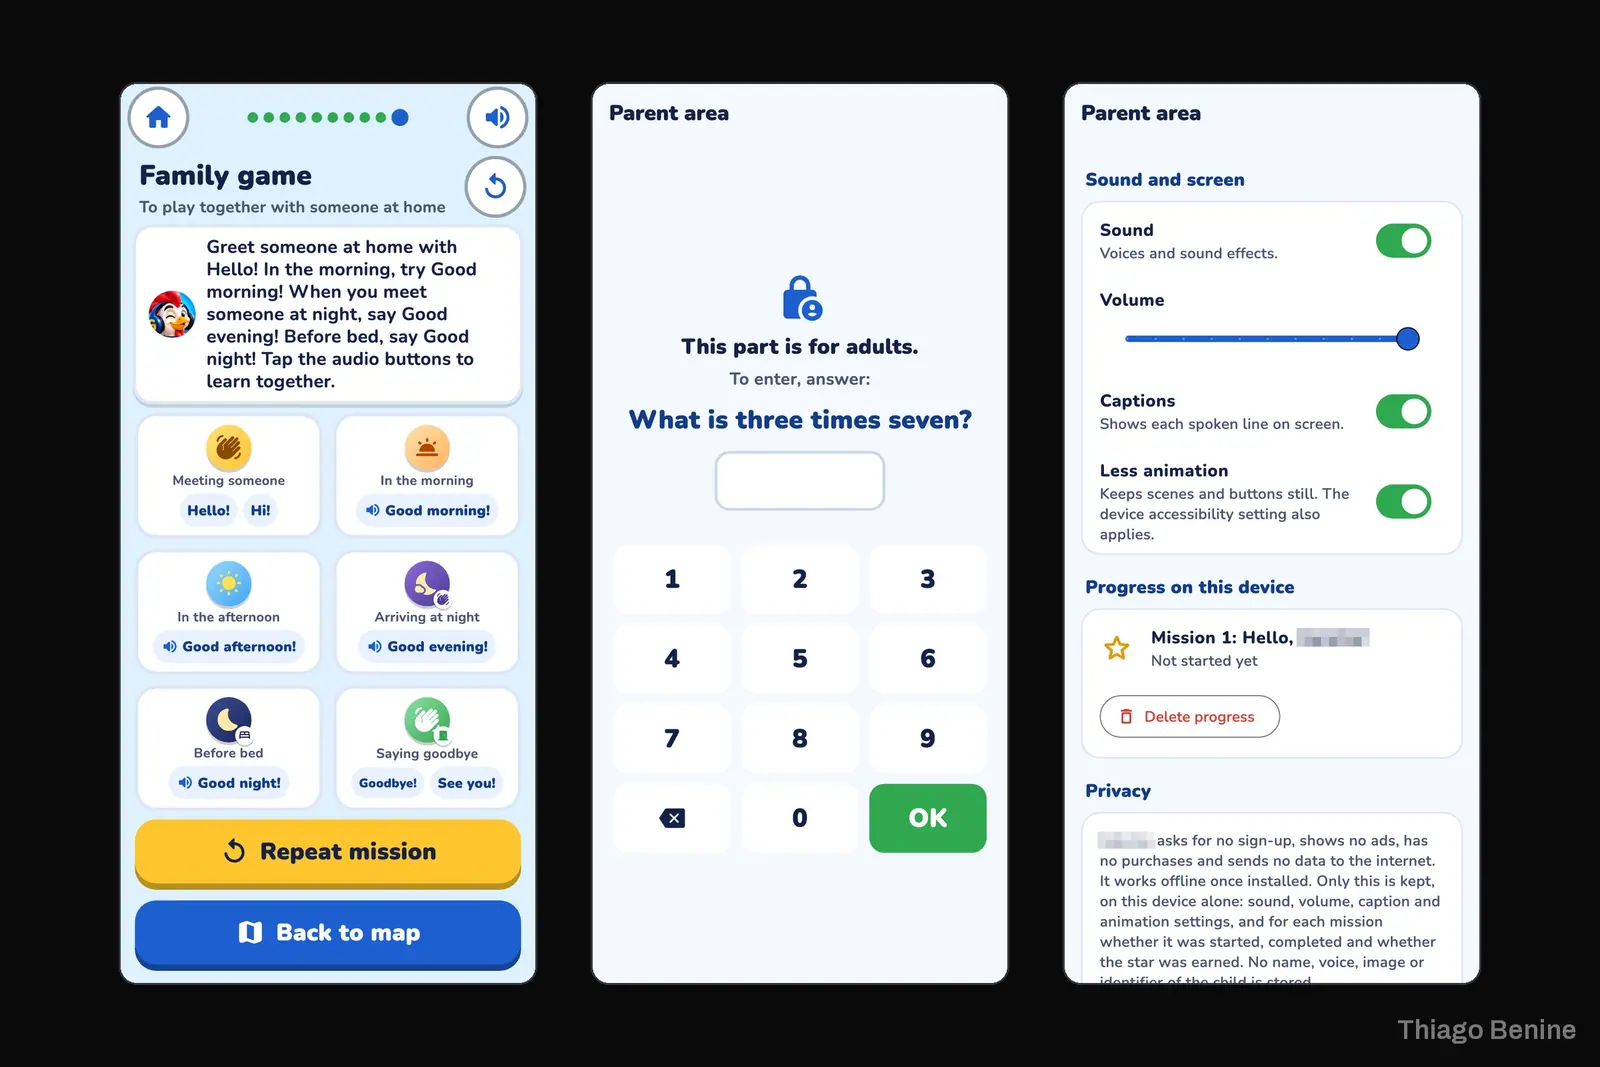 Family game
To play together with someone at home
Greet someone at home with
Hello! In the morning, try Good
morning! When you meet
someone at night, say Good
evening! Before bed, say Good
night! Tap the audio buttons to
learn together.
Meeting someone
Hello! Hi!
In the morning
Good morning!
In the afternoon
Good afternoon!
Arriving at night
Good evening!
Before bed
Good night!
Saying goodbye
Goodbye! See you!
Repeat mission
Back to map
Parent area
This part is for adults.
To enter, answer:
What is three times seven?
1 2 3
4 5 6
7 8 9
0 OK
Parent area
Sound and screen
Sound
Voices and sound effects.
Volume
Captions
Shows each spoken line on screen.
Less animation
Keeps scenes and buttons still. The
device accessibility setting also
applies.
Progress on this device
Mission 1: Hello,
Not started yet
Delete progress
Privacy
asks for no sign-up, shows no ads, has
no purchases and sends no data to the internet.
It works offline once installed. Only this is kept,
on this device alone: sound, volume, caption and
animation settings, and for each mission
whether it was started, completed and whether
the star was earned. No name, voice, image or
identifier of the child is stored.
Thiago Benine